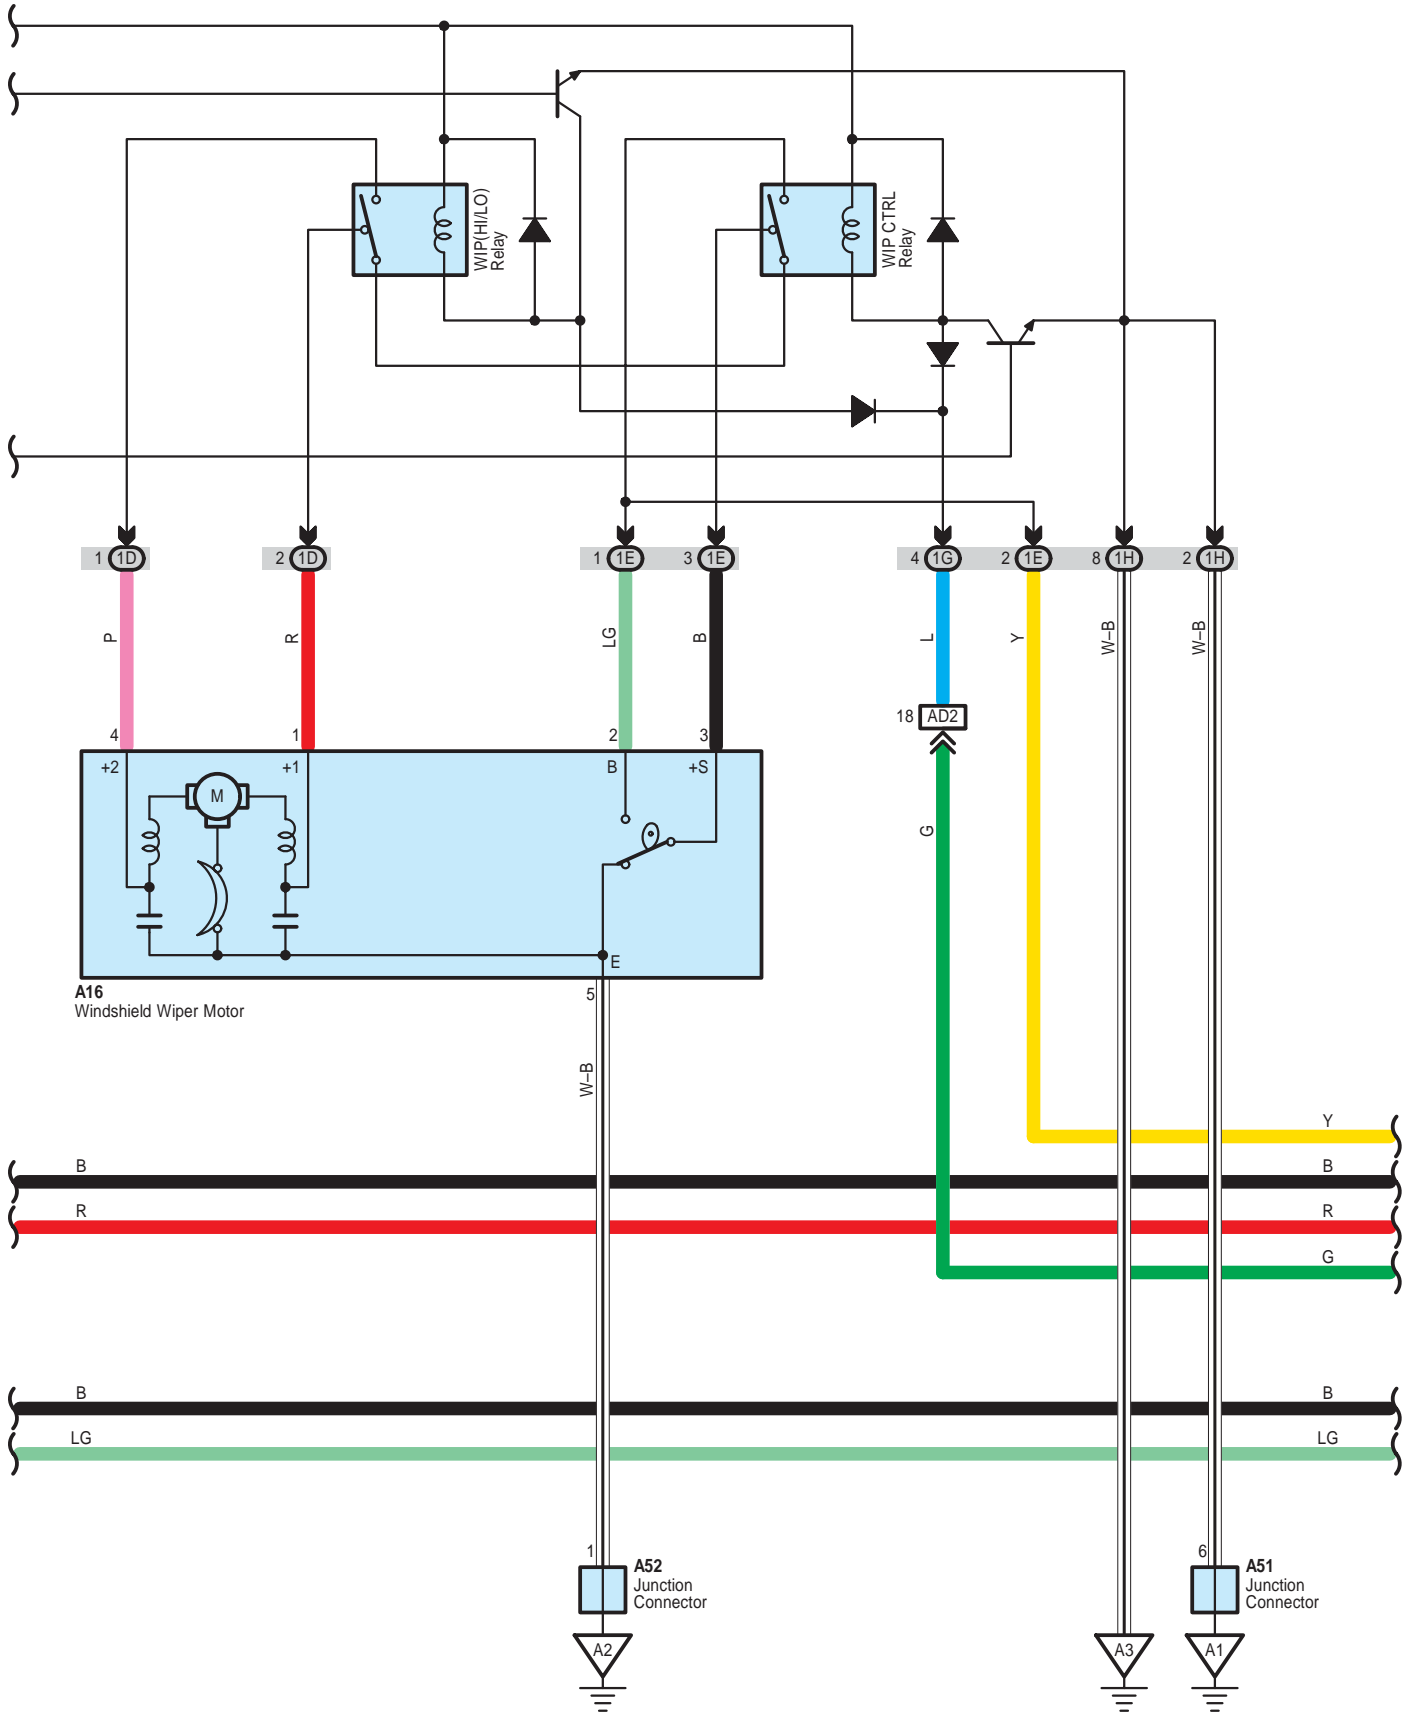 WIP(HI/LO)
Relay
WIP CTRL
Relay
1 1D
2 1D
1 1E
3 1E
4 1G
2 1E
8 1H
2 1H
P
R
LG
B
L
Y
W–B
W–B
18 AD2
4
1
2
3
+2
+1
B
+S
M
G
E
A16
Windshield Wiper Motor
5
W–B
Y
B
B
R
R
G
B
B
LG
LG
1
A52
Junction
Connector
6
A51
Junction
Connector
A2
A3
A1